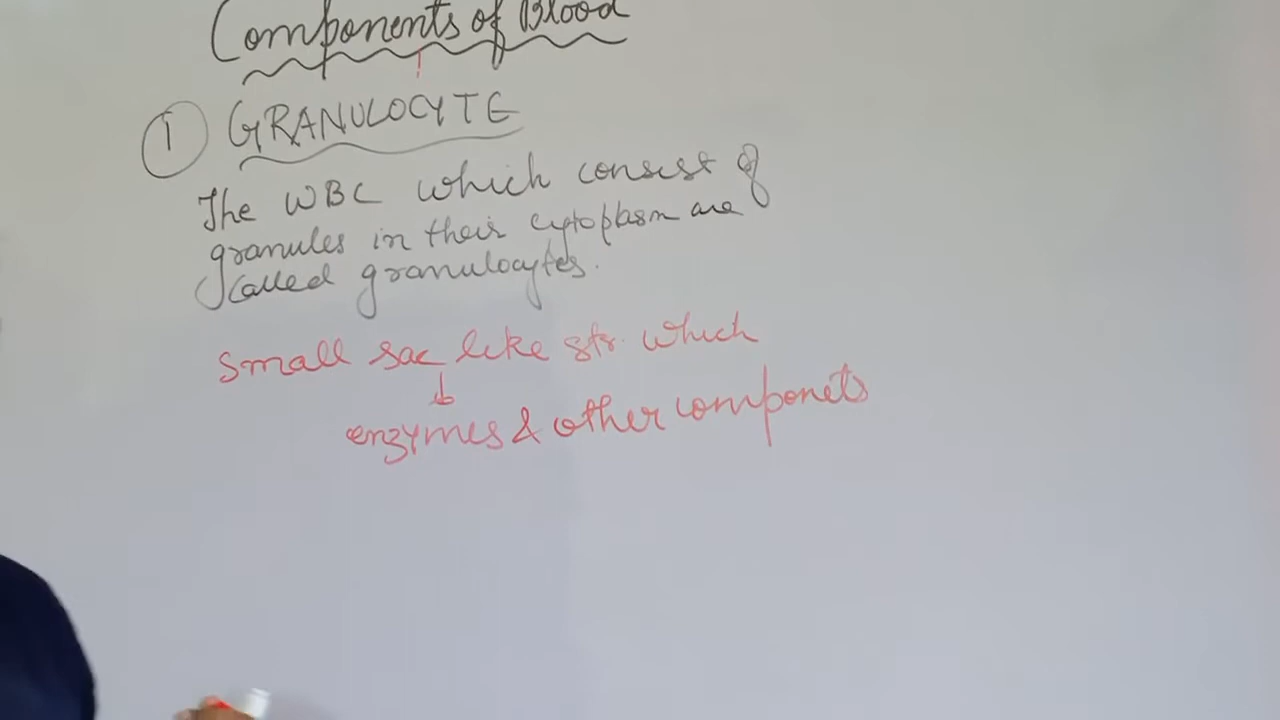 Components of Blood
① GRANULOCYTE
The WBC which consist of
granules in their cytoplasm are
called granulocytes.
Small sac like str. which
enzymes & other componets